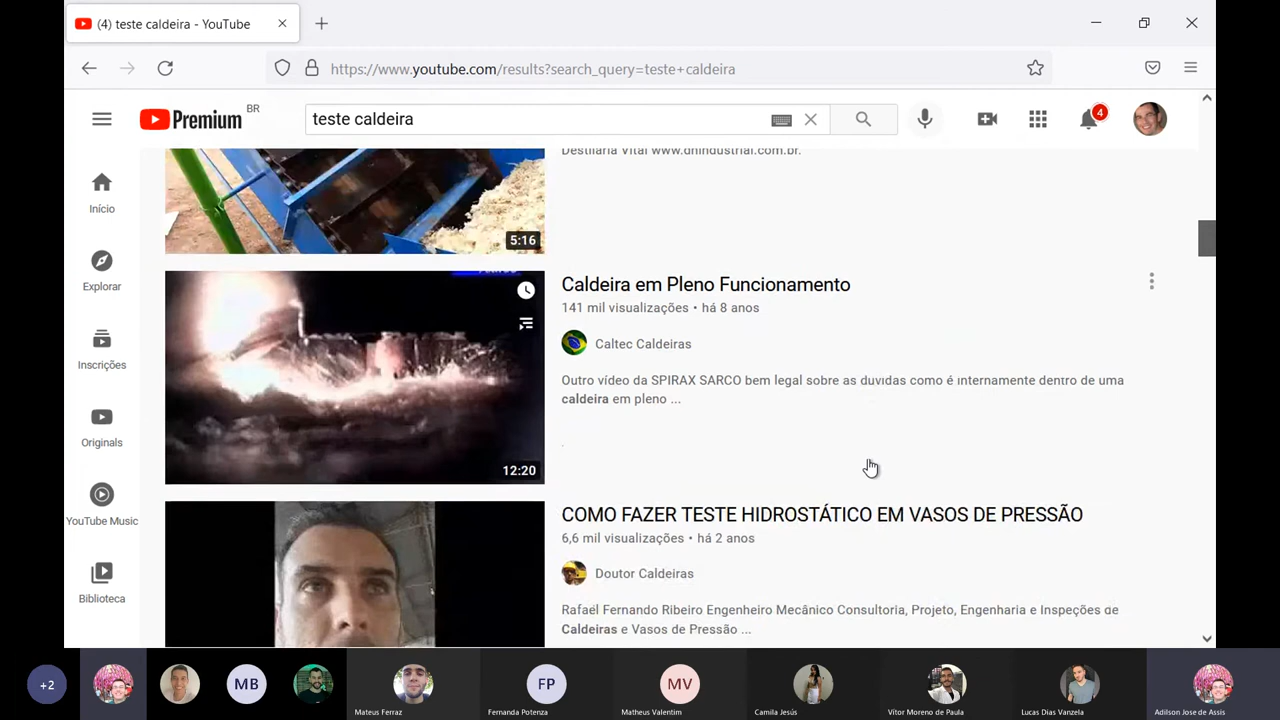 (4) teste caldeira - YouTube
https://www.youtube.com/results?search_query=teste+caldeira
Premium BR
teste caldeira
4
Destilaria Vital www.dnindustrial.com.br.
Início
5:16
Explorar
Caldeira em Pleno Funcionamento
141 mil visualizações • há 8 anos
Caltec Caldeiras
Inscrições
Outro vídeo da SPIRAX SARCO bem legal sobre as duvidas como é internamente dentro de uma
caldeira em pleno ...
Originals
12:20
YouTube Music
COMO FAZER TESTE HIDROSTÁTICO EM VASOS DE PRESSÃO
6,6 mil visualizações • há 2 anos
Doutor Caldeiras
Biblioteca
Rafael Fernando Ribeiro Engenheiro Mecânico Consultoria, Projeto, Engenharia e Inspeções de
Caldeiras e Vasos de Pressão ...
+2
MB
FP
MV
Mateus Ferraz
Fernanda Potenza
Matheus Valentim
Camila Jesús
Vítor Moreno de Paula
Lucas Dias Vanzela
Adilson Jose de Assis